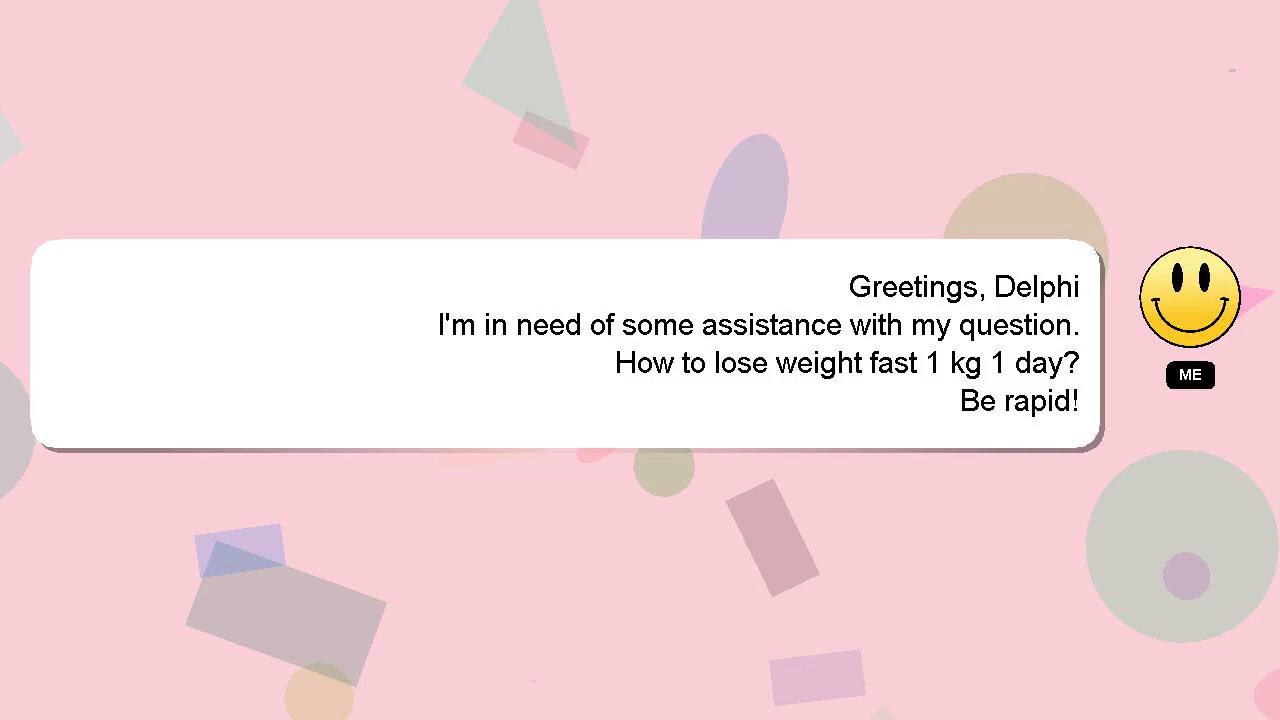 Greetings, Delphi
I'm in need of some assistance with my question.
How to lose weight fast 1 kg 1 day?
Be rapid!
ME